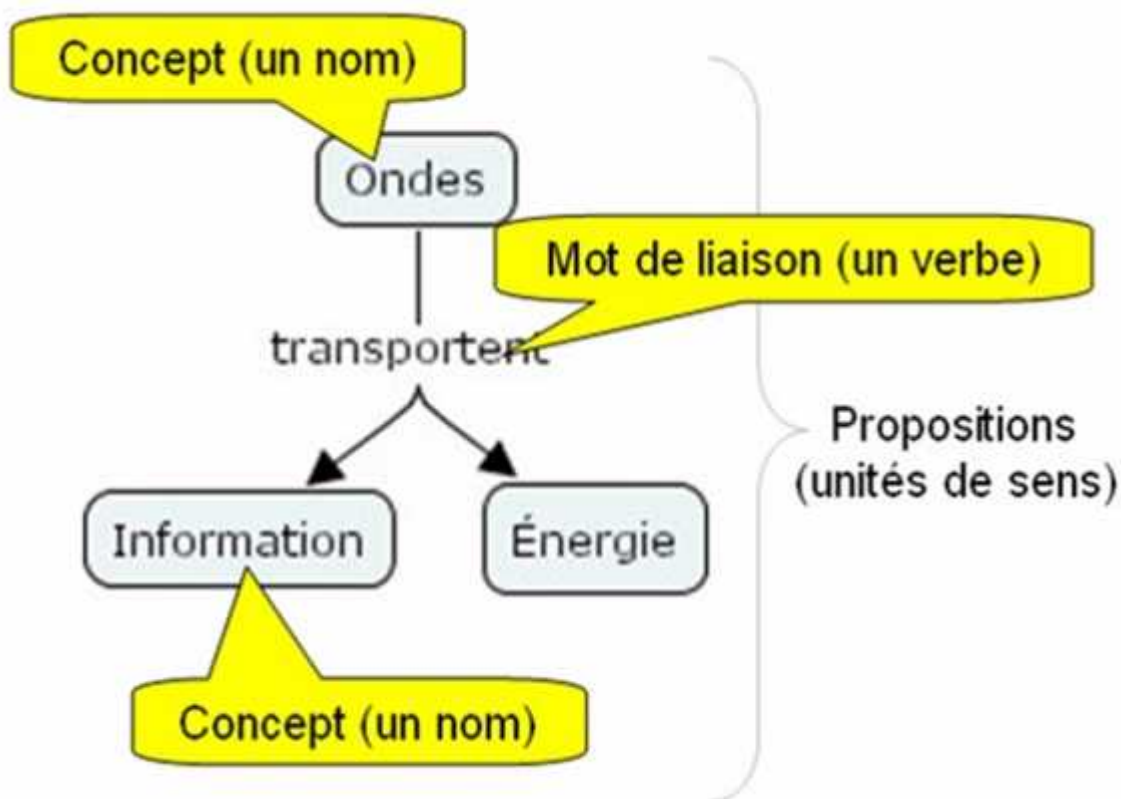 Concept (un nom)
Ondes
Mot de liaison (un verbe)
transportent
Propositions
(unités de sens)
Information
Énergie
Concept (un nom)